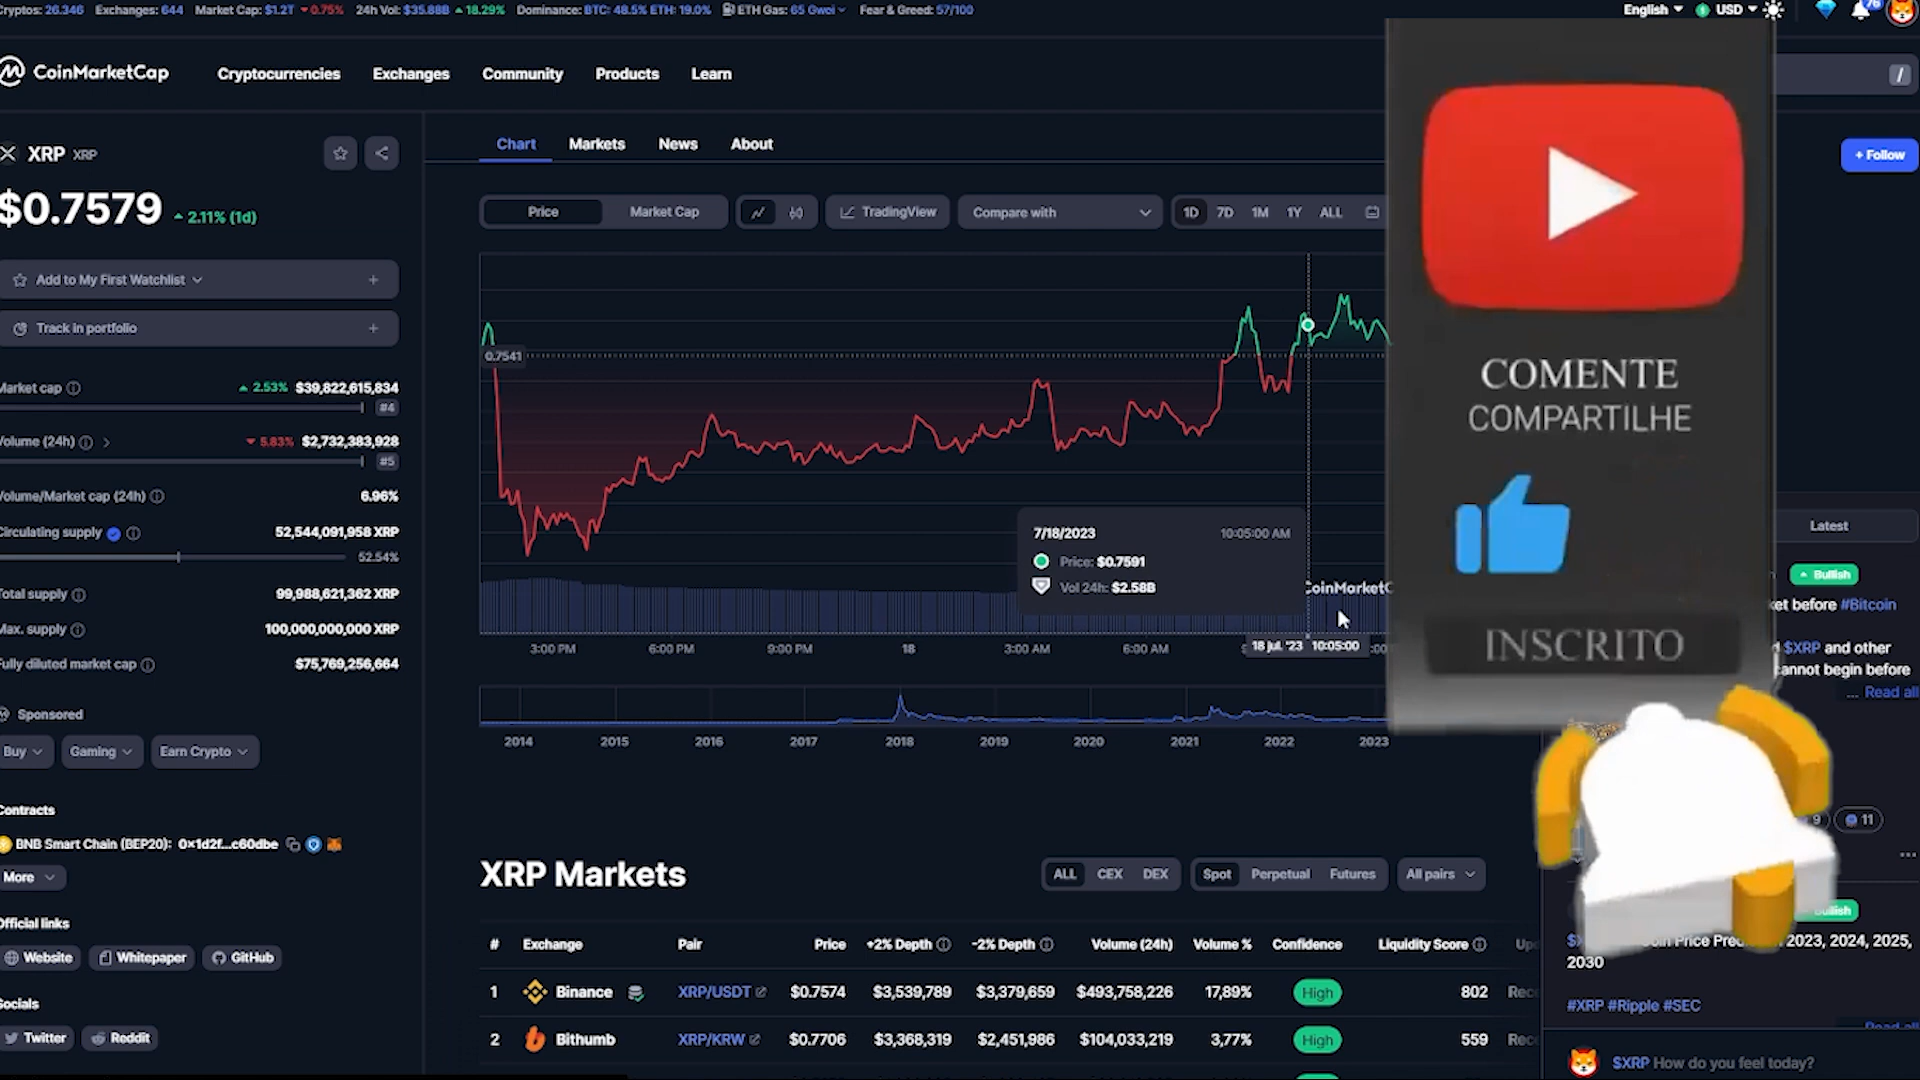 Cryptos: 26.346 Exchanges: 644 Market Cap: $1.2T 0.75% 24h Vol: $35.88B 18.29% Dominance: BTC: 48.5% ETH: 19.0% ETH Gas: 65 Gwei Fear & Greed: 57/100
English USD 76
CoinMarketCap
Cryptocurrencies Exchanges Community Products Learn
/
XRP XRP
$0.7579 2.11% (1d)
Add to My First Watchlist +
Track in portfolio +
Market cap 2.53% $39,822,615,834
#4
Volume (24h) 5.83% $2,732,383,928
#5
Volume/Market cap (24h) 6.96%
Circulating supply 52,544,091,958 XRP
52.54%
Total supply 99,988,621,362 XRP
Max. supply 100,000,000,000 XRP
Fully diluted market cap $75,769,256,664
Sponsored
Buy Gaming Earn Crypto
Contracts
BNB Smart Chain (BEP20): 0x1d2f...c60dbe
More
Official links
Website Whitepaper GitHub
Socials
Twitter Reddit
Chart Markets News About
Price Market Cap TradingView Compare with 1D 7D 1M 1Y ALL
0.7541
7/18/2023 10:05:00 AM
Price: $0.7591
Vol 24h: $2.58B
CoinMarketC
3:00 PM 6:00 PM 9:00 PM 18 3:00 AM 6:00 AM 18 jul. '23 10:05:00
2014 2015 2016 2017 2018 2019 2020 2021 2022 2023
XRP Markets
ALL CEX DEX Spot Perpetual Futures All pairs
# Exchange Pair Price +2% Depth -2% Depth Volume (24h) Volume % Confidence Liquidity Score Up
1 Binance XRP/USDT $0.7574 $3,539,789 $3,379,659 $493,758,226 17,89% High 802 Rec
2 Bithumb XRP/KRW $0.7706 $3,368,319 $2,451,986 $104,033,219 3,77% High 559 Rec
COMENTE
COMPARTILHE
INSCRITO
+ Follow
Latest
Bullish
ket before #Bitcoin
$XRP and other
cannot begin before
... Read all
9 11
2023, 2024, 2025,
2030
#XRP #Ripple #SEC
Read all
$XRP How do you feel today?